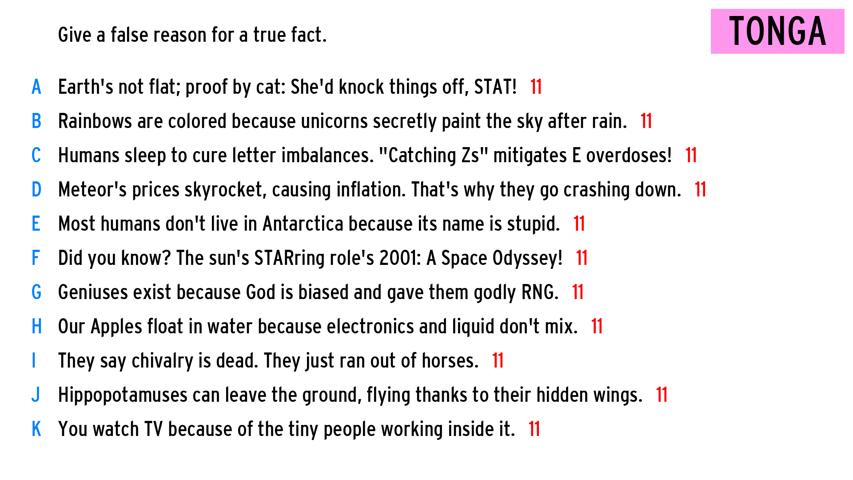 Give a false reason for a true fact.
TONGA
A Earth's not flat; proof by cat: She'd knock things off, STAT! 11
B Rainbows are colored because unicorns secretly paint the sky after rain. 11
C Humans sleep to cure letter imbalances. "Catching Zs" mitigates E overdoses! 11
D Meteor's prices skyrocket, causing inflation. That's why they go crashing down. 11
E Most humans don't live in Antarctica because its name is stupid. 11
F Did you know? The sun's STARring role's 2001: A Space Odyssey! 11
G Geniuses exist because God is biased and gave them godly RNG. 11
H Our Apples float in water because electronics and liquid don't mix. 11
I They say chivalry is dead. They just ran out of horses. 11
J Hippopotamuses can leave the ground, flying thanks to their hidden wings. 11
K You watch TV because of the tiny people working inside it. 11